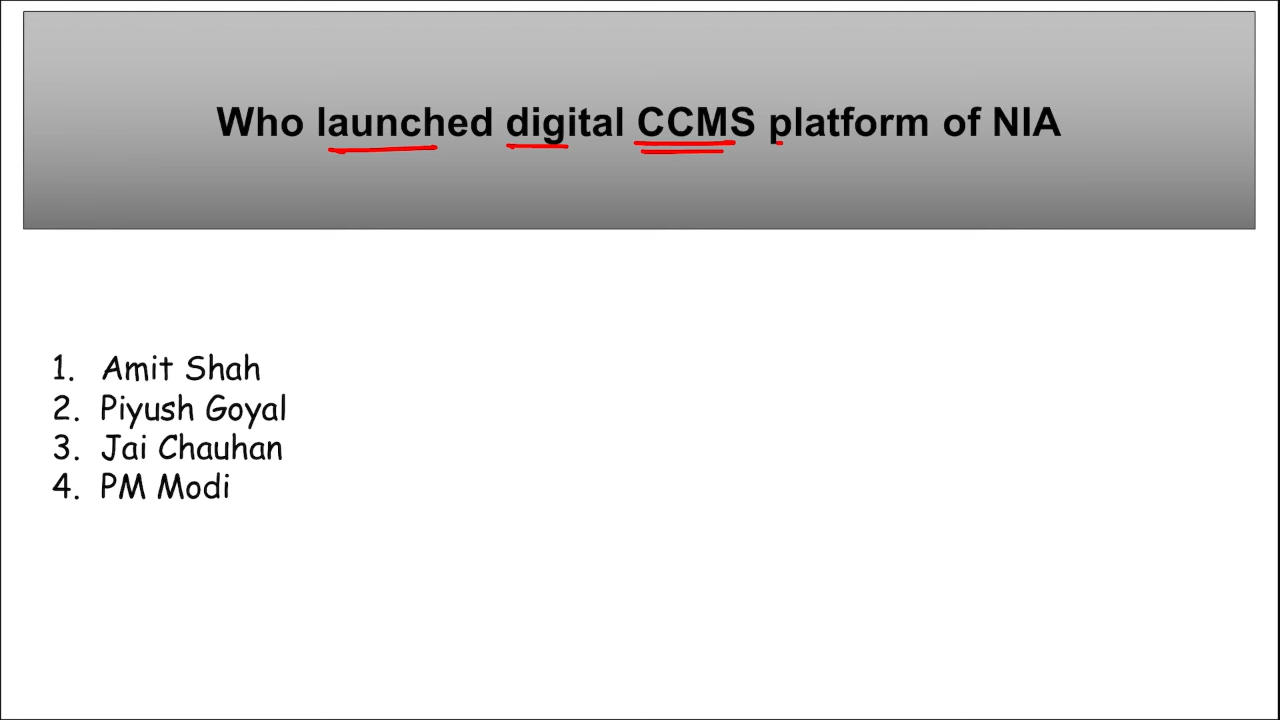 Who launched digital CCMS platform of NIA
1. Amit Shah
2. Piyush Goyal
3. Jai Chauhan
4. PM Modi